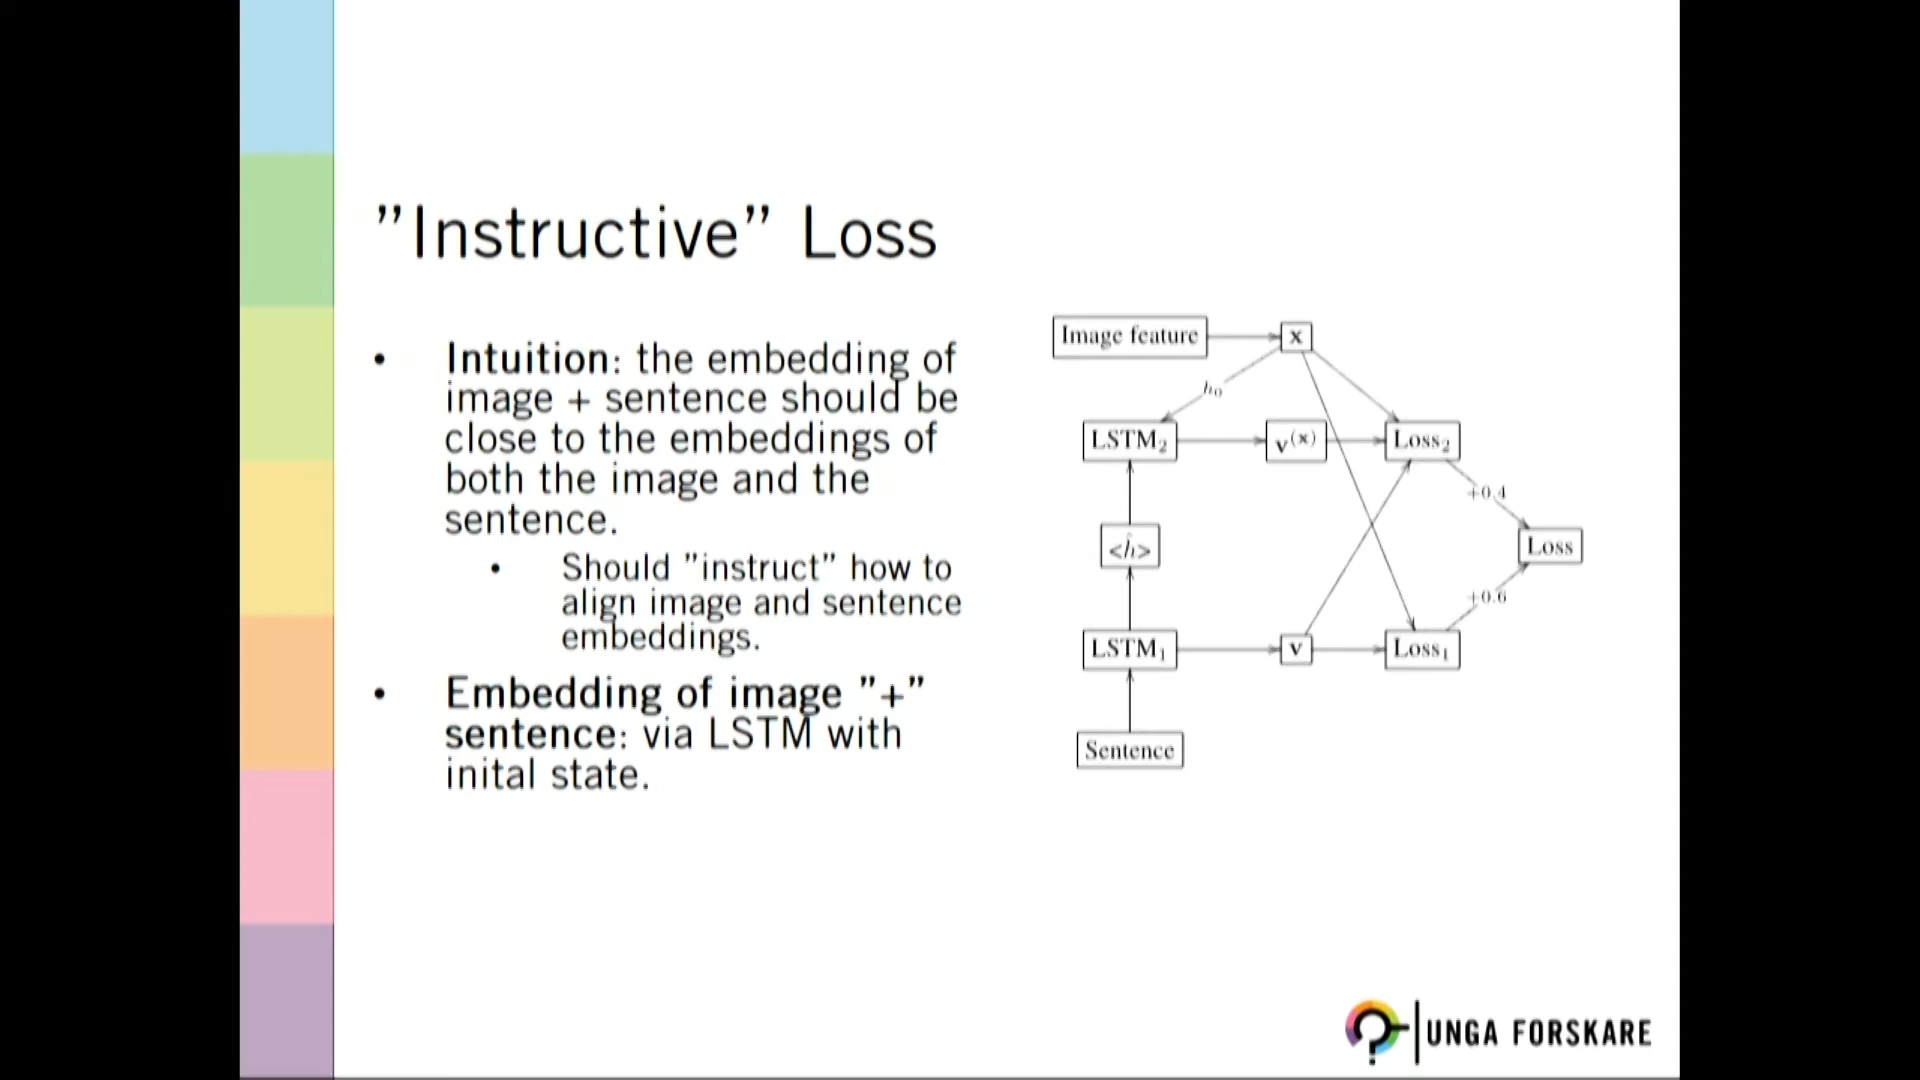 ”Instructive” Loss
• Intuition: the embedding of
image + sentence should be
close to the embeddings of
both the image and the
sentence.
• Should ”instruct” how to
align image and sentence
embeddings.
• Embedding of image ”+”
sentence: via LSTM with
inital state.
Image feature
x
h₀
LSTM₂
v⁽ˣ⁾
Loss₂
+0.4
<h>
Loss
+0.6
LSTM₁
v
Loss₁
Sentence
UNGA FORSKARE